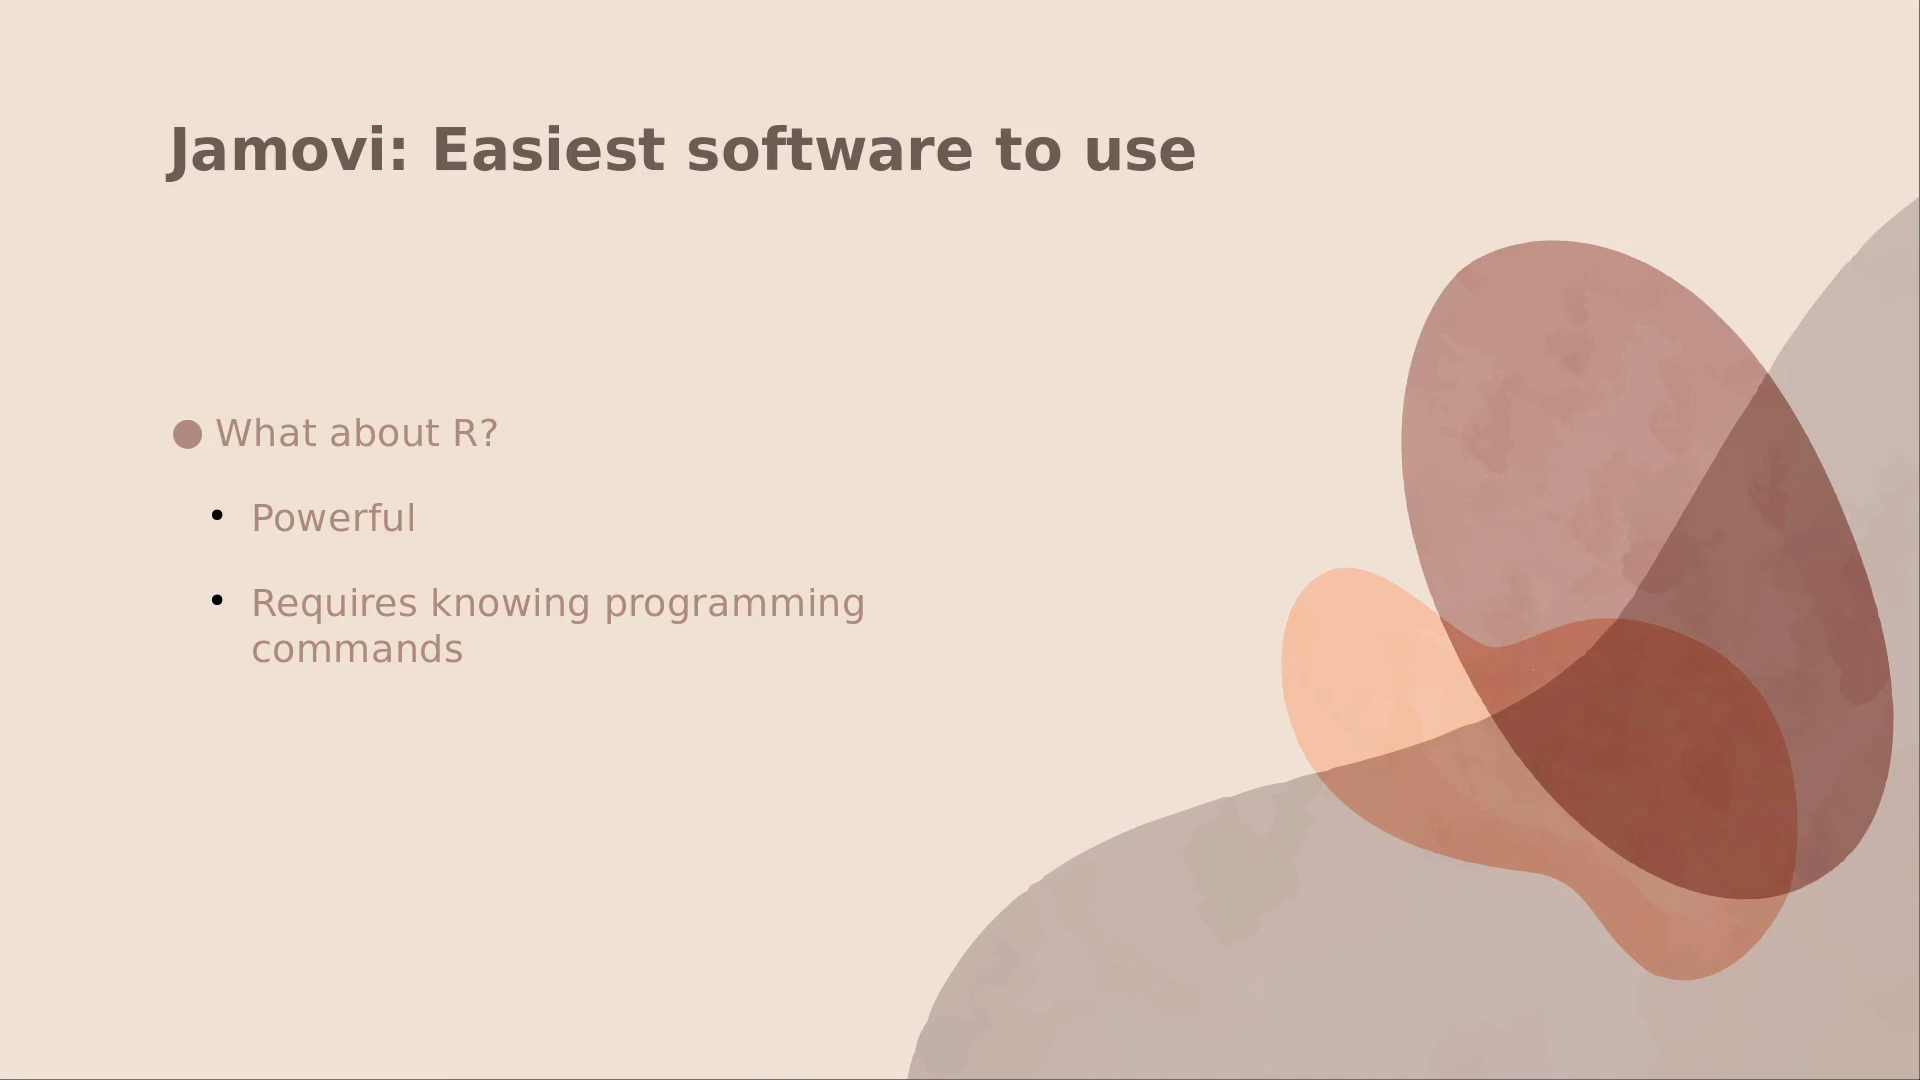 Jamovi: Easiest software to use
● What about R?
• Powerful
• Requires knowing programming
commands